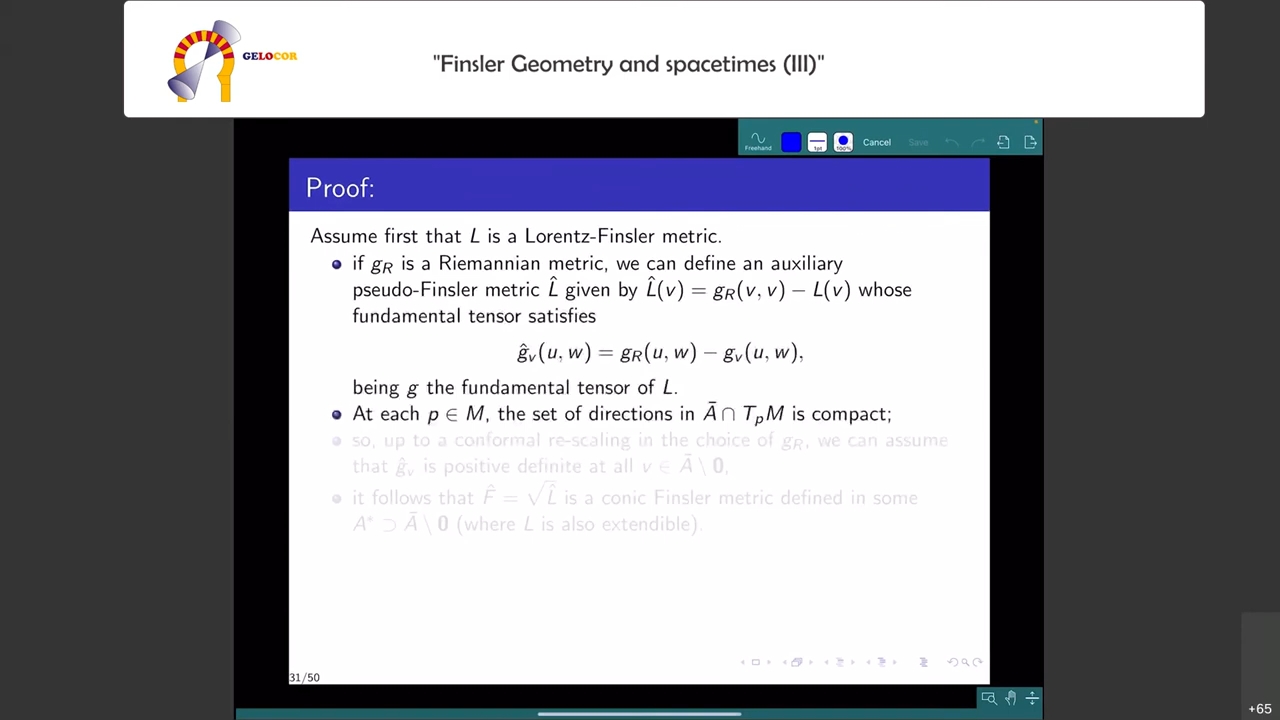 GELOCOR
"Finsler Geometry and spacetimes (III)"
Freehand
1pt
100%
Cancel
Save
Proof:
Assume first that L is a Lorentz-Finsler metric.
if g_R is a Riemannian metric, we can define an auxiliary
pseudo-Finsler metric L̂ given by L̂(v) = g_R(v, v) − L(v) whose
fundamental tensor satisfies
ĝ_v(u, w) = g_R(u, w) − g_v(u, w),
being g the fundamental tensor of L.
At each p ∈ M, the set of directions in Ā ∩ T_pM is compact;
so, up to a conformal re-scaling in the choice of g_R, we can assume
that ĝ_v is positive definite at all v ∈ Ā \ 0,
it follows that F̂ = √L̂ is a conic Finsler metric defined in some
A* ⊃ Ā \ 0 (where L is also extendible).
31/50
+65